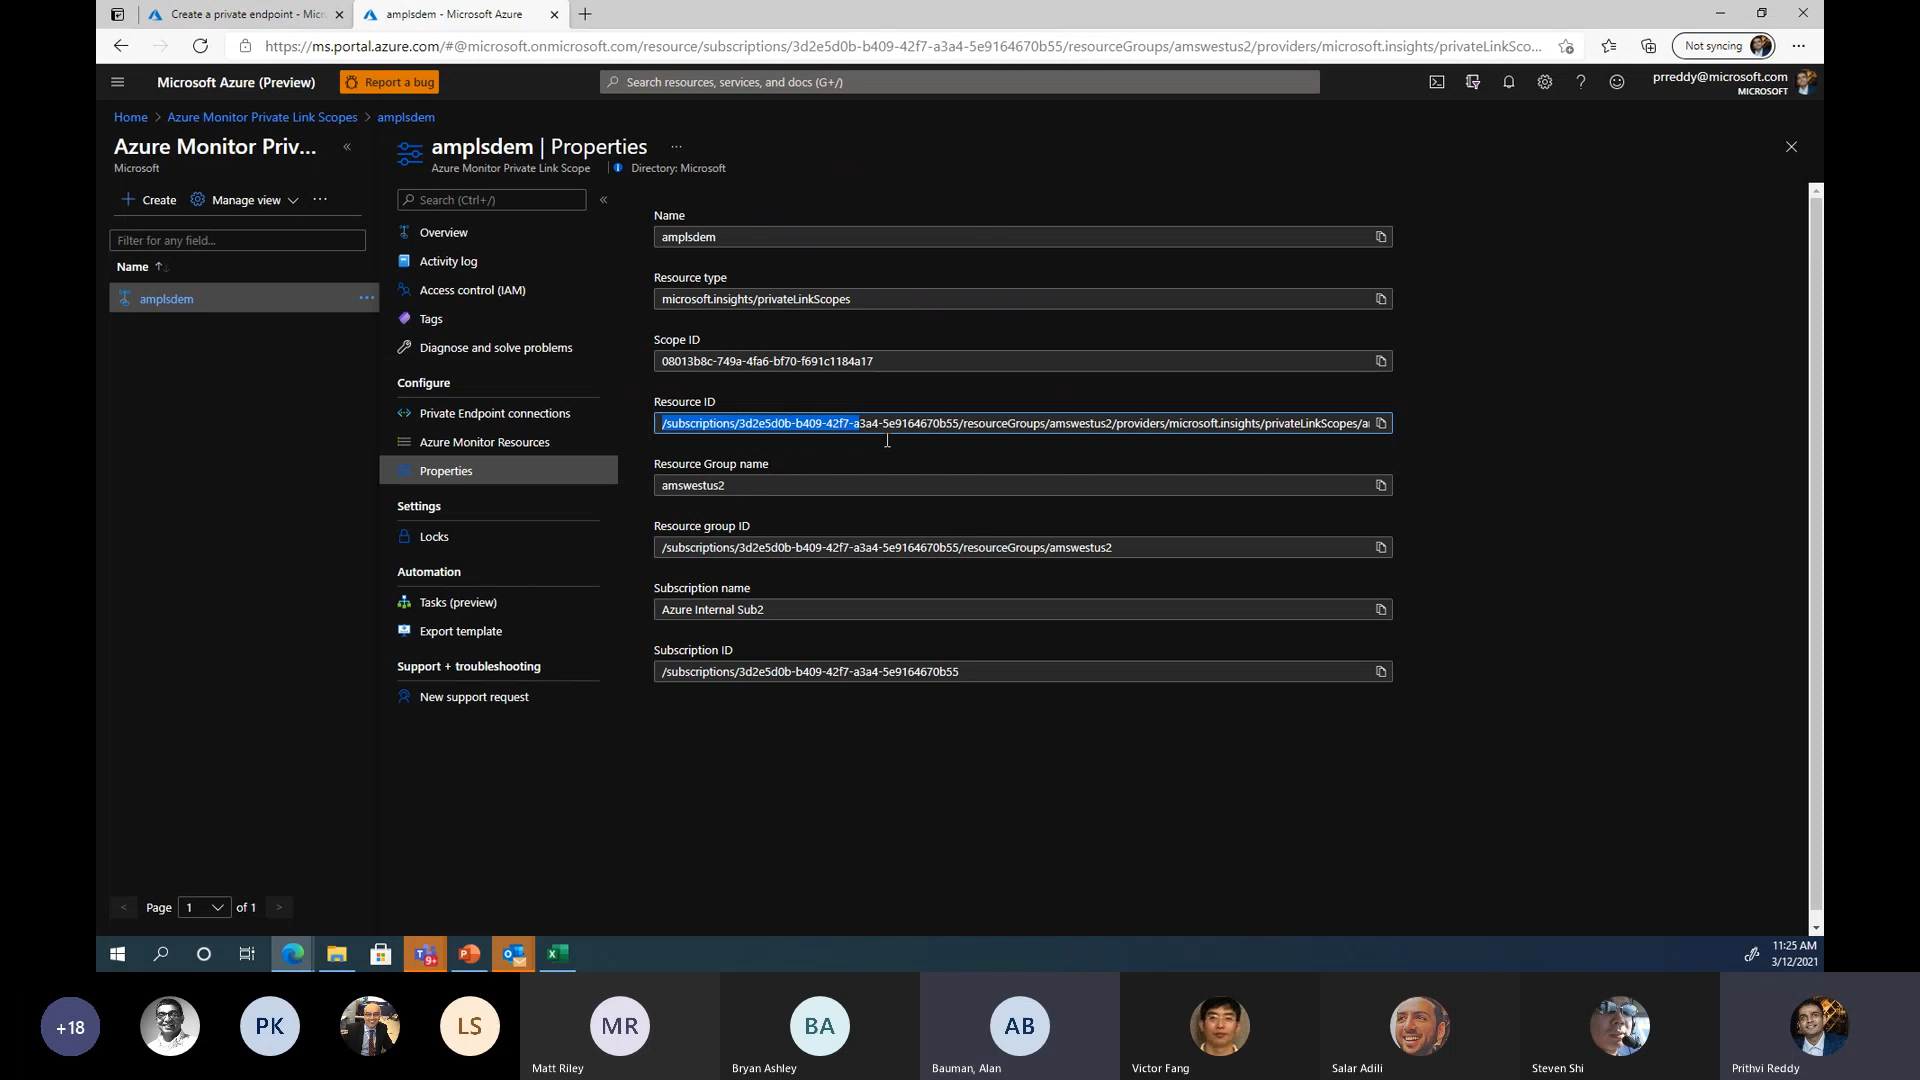 Create a private endpoint - Micr
amplsdem - Microsoft Azure
https://ms.portal.azure.com/#@microsoft.onmicrosoft.com/resource/subscriptions/3d2e5d0b-b409-42f7-a3a4-5e9164670b55/resourceGroups/amswestus2/providers/microsoft.insights/privateLinkSco...
Not syncing
Microsoft Azure (Preview)
Report a bug
Search resources, services, and docs (G+/)
prreddy@microsoft.com
MICROSOFT
Home > Azure Monitor Private Link Scopes > amplsdem
Azure Monitor Priv...
Microsoft
Create
Manage view
Filter for any field...
Name
amplsdem
Page 1 of 1
amplsdem | Properties
Azure Monitor Private Link Scope
Directory: Microsoft
Search (Ctrl+/)
Overview
Activity log
Access control (IAM)
Tags
Diagnose and solve problems
Configure
Private Endpoint connections
Azure Monitor Resources
Properties
Settings
Locks
Automation
Tasks (preview)
Export template
Support + troubleshooting
New support request
Name
amplsdem
Resource type
microsoft.insights/privateLinkScopes
Scope ID
08013b8c-749a-4fa6-bf70-f691c1184a17
Resource ID
/subscriptions/3d2e5d0b-b409-42f7-a3a4-5e9164670b55/resourceGroups/amswestus2/providers/microsoft.insights/privateLinkScopes/a
Resource Group name
amswestus2
Resource group ID
/subscriptions/3d2e5d0b-b409-42f7-a3a4-5e9164670b55/resourceGroups/amswestus2
Subscription name
Azure Internal Sub2
Subscription ID
/subscriptions/3d2e5d0b-b409-42f7-a3a4-5e9164670b55
9+
11:25 AM
3/12/2021
+18
PK
LS
MR
Matt Riley
BA
Bryan Ashley
AB
Bauman, Alan
Victor Fang
Salar Adili
Steven Shi
Prithvi Reddy